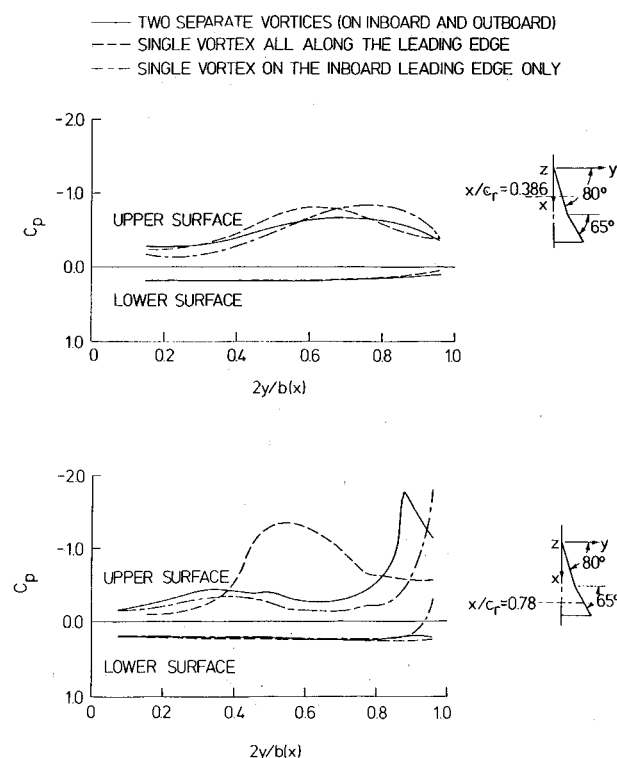 TWO SEPARATE VORTICES (ON INBOARD AND OUTBOARD)
SINGLE VORTEX ALL ALONG THE LEADING EDGE
SINGLE VORTEX ON THE INBOARD LEADING EDGE ONLY
-2.0
-1.0
0.0
1.0
Cp
UPPER SURFACE
LOWER SURFACE
0 0.2 0.4 0.6 0.8 1.0
2y/b(x)
z y
x/cr=0.386
80°
x
65°
-2.0
-1.0
0.0
1.0
Cp
UPPER SURFACE
LOWER SURFACE
0 0.2 0.4 0.6 0.8 1.0
2y/b(x)
z y
80°
x
x/cr=0.78
65°